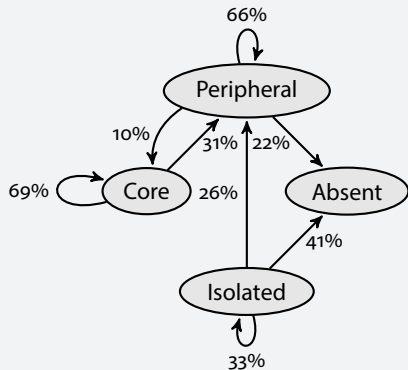 66%
Peripheral
10%
31%
22%
69%
Core
26%
Absent
41%
Isolated
33%